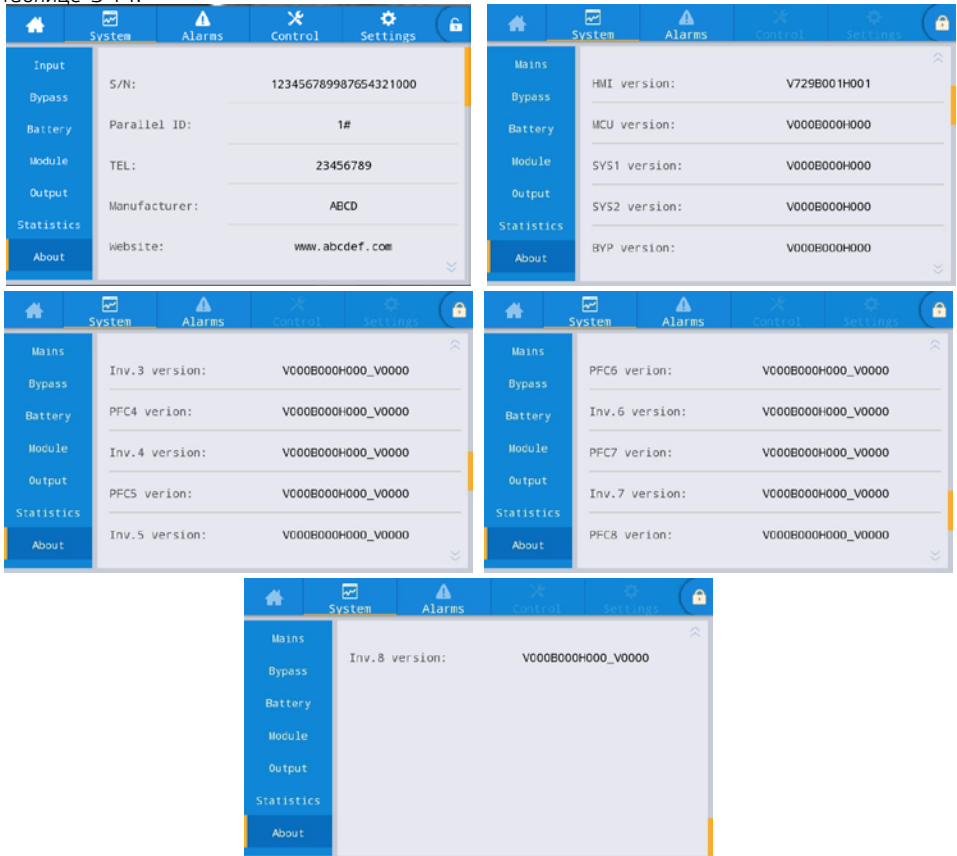 таблице 3-14.
System Alarms Control Settings
Input
Bypass
Battery
Module
Output
Statistics
About
S/N: 123456789987654321000
Parallel ID: 1#
TEL: 23456789
Manufacturer: ABCD
Website: www.abcdef.com
System Alarms Control Settings
Mains
Bypass
Battery
Module
Output
Statistics
About
HMI version: V729B001H001
MCU version: V000B000H000
SYS1 version: V000B000H000
SYS2 version: V000B000H000
BYP version: V000B000H000
System Alarms Control Settings
Mains
Bypass
Battery
Module
Output
Statistics
About
Inv.3 version: V000B000H000_V0000
PFC4 verion: V000B000H000_V0000
Inv.4 version: V000B000H000_V0000
PFC5 verion: V000B000H000_V0000
Inv.5 version: V000B000H000_V0000
System Alarms Control Settings
Mains
Bypass
Battery
Module
Output
Statistics
About
PFC6 verion: V000B000H000_V0000
Inv.6 version: V000B000H000_V0000
PFC7 verion: V000B000H000_V0000
Inv.7 version: V000B000H000_V0000
PFC8 verion: V000B000H000_V0000
System Alarms Control Settings
Mains
Bypass
Battery
Module
Output
Statistics
About
Inv.8 version: V000B000H000_V0000